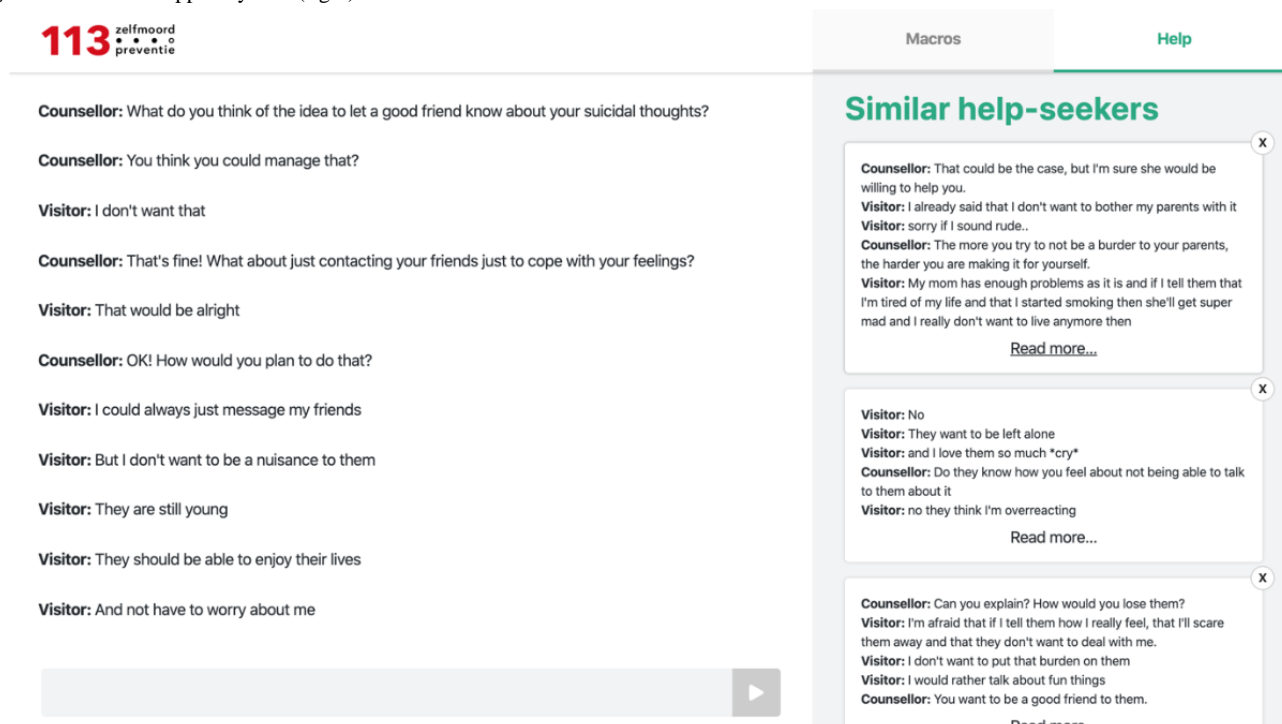 113 zelfmoord
preventie
Macros
Help
Counsellor: What do you think of the idea to let a good friend know about your suicidal thoughts?
Counsellor: You think you could manage that?
Visitor: I don't want that
Counsellor: That's fine! What about just contacting your friends just to cope with your feelings?
Visitor: That would be alright
Counsellor: OK! How would you plan to do that?
Visitor: I could always just message my friends
Visitor: But I don't want to be a nuisance to them
Visitor: They are still young
Visitor: They should be able to enjoy their lives
Visitor: And not have to worry about me
Similar help-seekers
X
Counsellor: That could be the case, but I'm sure she would be
willing to help you.
Visitor: I already said that I don't want to bother my parents with it
Visitor: sorry if I sound rude..
Counsellor: The more you try to not be a burder to your parents,
the harder you are making it for yourself.
Visitor: My mom has enough problems as it is and if I tell them that
I'm tired of my life and that I started smoking then she'll get super
mad and I really don't want to live anymore then
Read more...
X
Visitor: No
Visitor: They want to be left alone
Visitor: and I love them so much *cry*
Counsellor: Do they know how you feel about not being able to talk
to them about it
Visitor: no they think I'm overreacting
Read more...
X
Counsellor: Can you explain? How would you lose them?
Visitor: I'm afraid that if I tell them how I really feel, that I'll scare
them away and that they don't want to deal with me.
Visitor: I don't want to put that burden on them
Visitor: I would rather talk about fun things
Counsellor: You want to be a good friend to them.